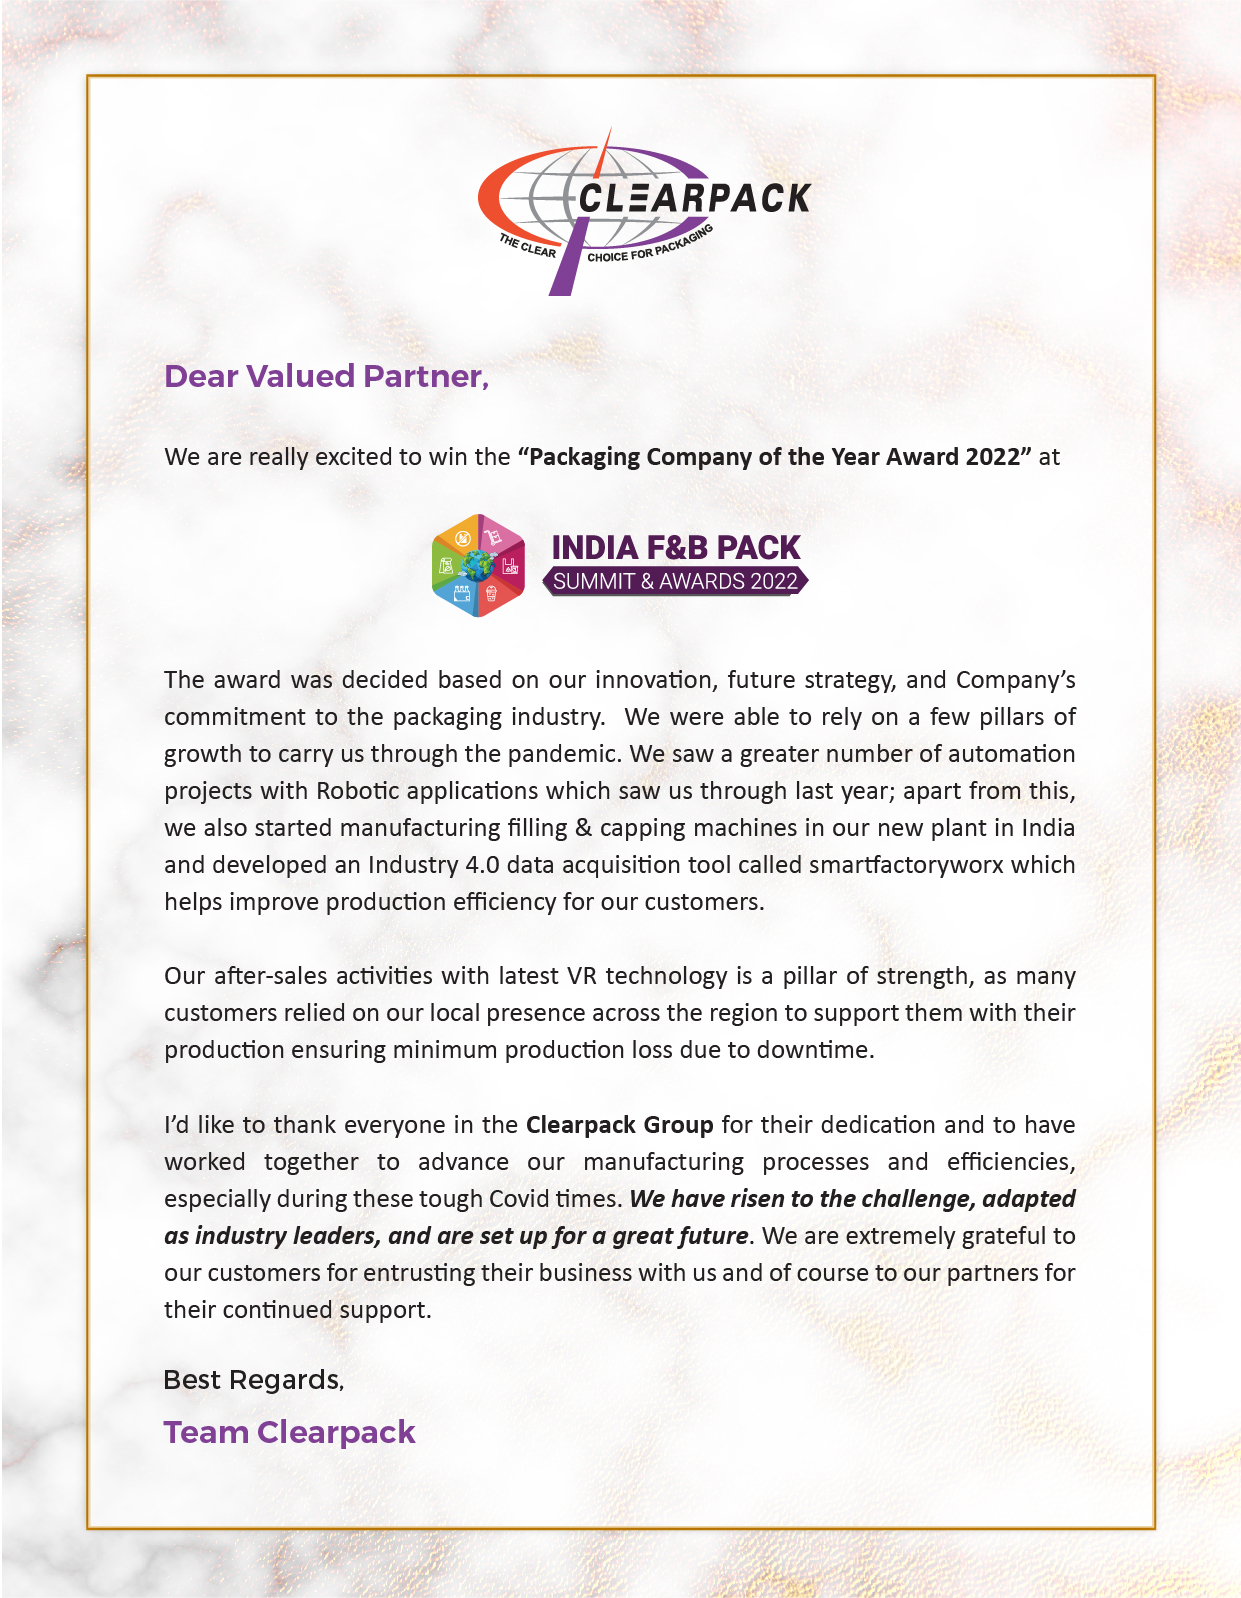 CLEARPACK
THE CLEAR CHOICE FOR PACKAGING
Dear Valued Partner,
We are really excited to win the “Packaging Company of the Year Award 2022” at
INDIA F&B PACK
SUMMIT & AWARDS 2022
The award was decided based on our innovation, future strategy, and Company’s
commitment to the packaging industry.  We were able to rely on a few pillars of
growth to carry us through the pandemic. We saw a greater number of automation
projects with Robotic applications which saw us through last year; apart from this,
we also started manufacturing filling & capping machines in our new plant in India
and developed an Industry 4.0 data acquisition tool called smartfactoryworx which
helps improve production efficiency for our customers.
Our after-sales activities with latest VR technology is a pillar of strength, as many
customers relied on our local presence across the region to support them with their
production ensuring minimum production loss due to downtime.
I’d like to thank everyone in the Clearpack Group for their dedication and to have
worked together to advance our manufacturing processes and efficiencies,
especially during these tough Covid times. We have risen to the challenge, adapted
as industry leaders, and are set up for a great future. We are extremely grateful to
our customers for entrusting their business with us and of course to our partners for
their continued support.
Best Regards,
Team Clearpack